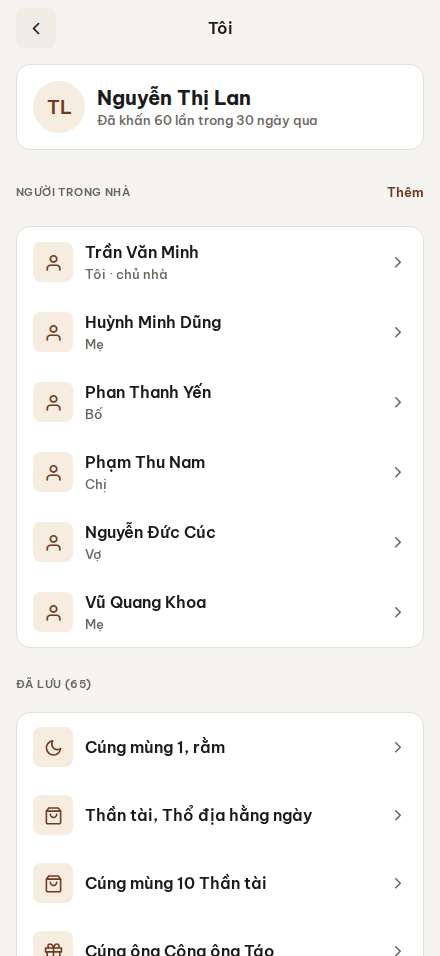 Tôi
TL
Nguyễn Thị Lan
Đã khấn 60 lần trong 30 ngày qua
NGƯỜI TRONG NHÀ
Thêm
Trần Văn Minh
Tôi · chủ nhà
Huỳnh Minh Dũng
Mẹ
Phan Thanh Yến
Bố
Phạm Thu Nam
Chị
Nguyễn Đức Cúc
Vợ
Vũ Quang Khoa
Mẹ
ĐÃ LƯU (65)
Cúng mùng 1, rằm
Thần tài, Thổ địa hằng ngày
Cúng mùng 10 Thần tài
Cúng ông Công ông Táo